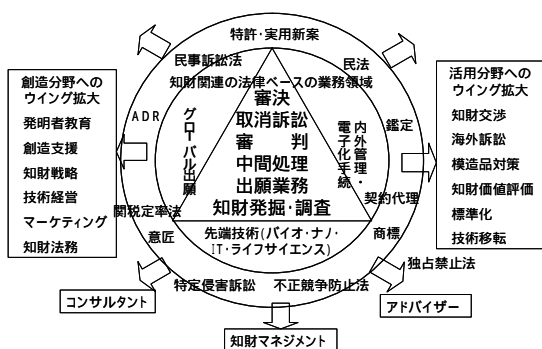 特許・実用新案
民事訴訟法
民法
知財関連の法律ベースの業務領域
創造分野への
ウイング拡大
発明者教育
創造支援
知財戦略
技術経営
マーケティング
知財法務
ADR
グローバル出願
審決
取消訴訟
審 判
中間処理
出願業務
知財発掘・調査
内外管理・
電子化手続
鑑定
活用分野への
ウイング拡大
知財交渉
海外訴訟
模造品対策
知財価値評価
標準化
技術移転
関税定率法
契約代理
意匠
先端技術(バイオ・ナノ・
IT・ライフサイエンス)
商標
独占禁止法
特定侵害訴訟
不正競争防止法
コンサルタント
アドバイザー
知財マネジメント